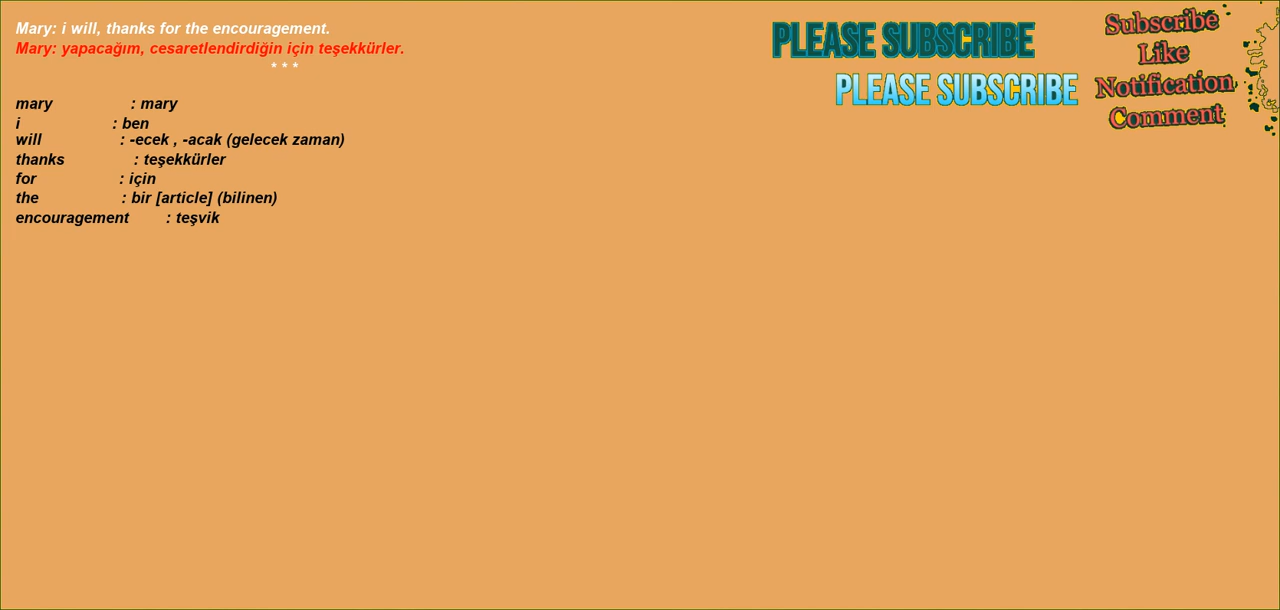 Mary: i will, thanks for the encouragement.
Mary: yapacağım, cesaretlendirdiğin için teşekkürler.
* * *
mary : mary
i : ben
will : -ecek , -acak (gelecek zaman)
thanks : teşekkürler
for : için
the : bir [article] (bilinen)
encouragement : teşvik
PLEASE SUBSCRIBE
PLEASE SUBSCRIBE
Subscribe
Like
Notification
Comment